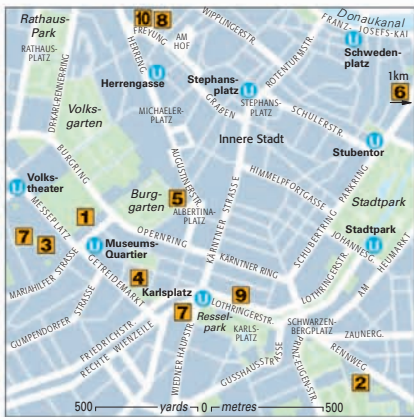 Rathaus-
Park
RATHAUS-
PLATZ
DR-KARL-RENNERRING
10
8
FREYUNG
AM
HOF
WIPPLINGERSTR.
Donaukanal
FRANZ-JOSEFS-KAI
U
Schweden-
platz
1km
6
HERRENG.
U
Herrengasse
Stephans-
platz
U
ROTENTURMSTR.
STEPHANS-
PLATZ
SCHULERSTR.
GRABEN
MICHAELER-
PLATZ
Volks-
garten
Innere Stadt
U
Stubentor
BURGRING
U
Volks-
theater
AUGUSTINERSTR.
HIMMELPFORTGASSE
Burg-
garten
5
ALBERTINA-
PLATZ
KÄRNTNER STRASSE
SCHUBERTRING
PARKRING
Stadtpark
MESSEPLATZ
1
7
3
U
Museums-
Quartier
OPERNRING
KÄRNTNER RING
JOHANNESG.
Stadtpark
U
MARIAHILFER STRASSE
GETREIDEMARKT
4
Karlsplatz
U
9
LOTHRINGERSTR.
LOTHRINGERSTR.
AM HEUMARKT
GUMPENDORFER STRASSE
FRIEDRICHSTR.
RECHTE WIENZEILE
7
Ressel-
park
KARLS-
PLATZ
SCHWARZEN-
BERGPLATZ
ZAUNERG.
WIEDNER HAUPTSTR.
GUSSHAUSSTRASSE
PRINZ-EUGEN-STR.
RENNWEG
2
500 yards 0 metres 500